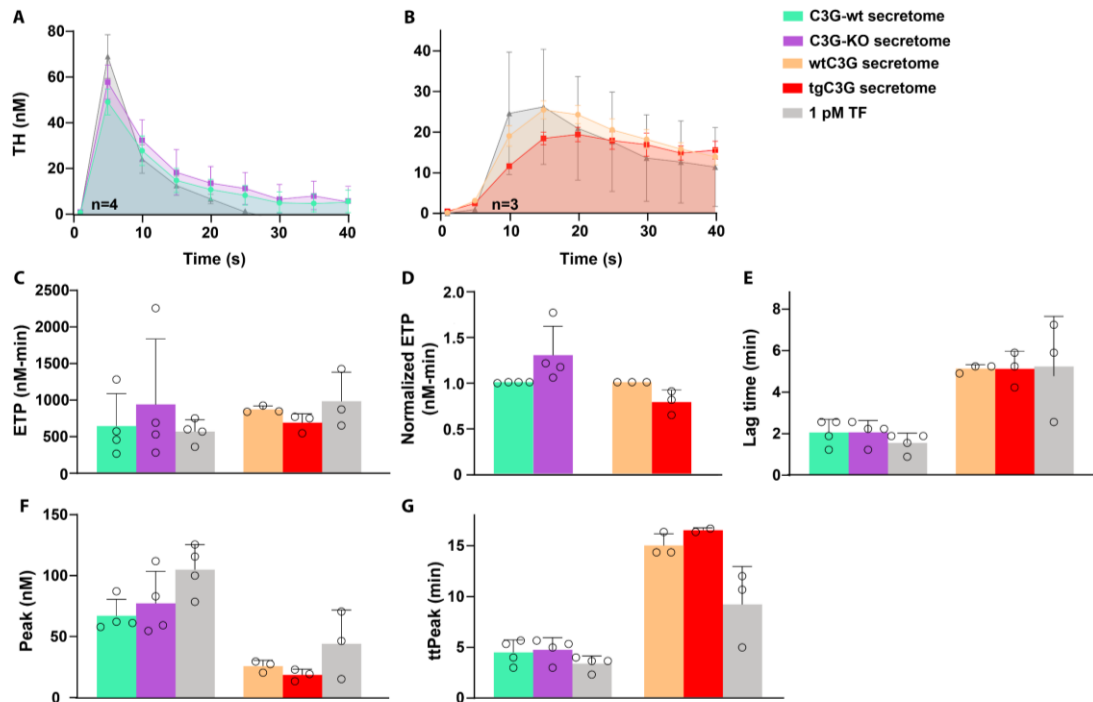 A
TH (nM)
80
60
40
20
0
n=4
0
10
20
30
40
Time (s)
B
40
30
20
10
0
n=3
0
10
20
30
40
Time (s)
C3G-wt secretome
C3G-KO secretome
wtC3G secretome
tgC3G secretome
1 pM TF
C
ETP (nM-min)
2500
2000
1500
1000
500
0
D
Normalized ETP
(nM-min)
2.0
1.5
1.0
0.5
0
E
Lag time (min)
8
6
4
2
0
F
Peak (nM)
150
100
50
0
G
ttPeak (min)
15
10
5
0